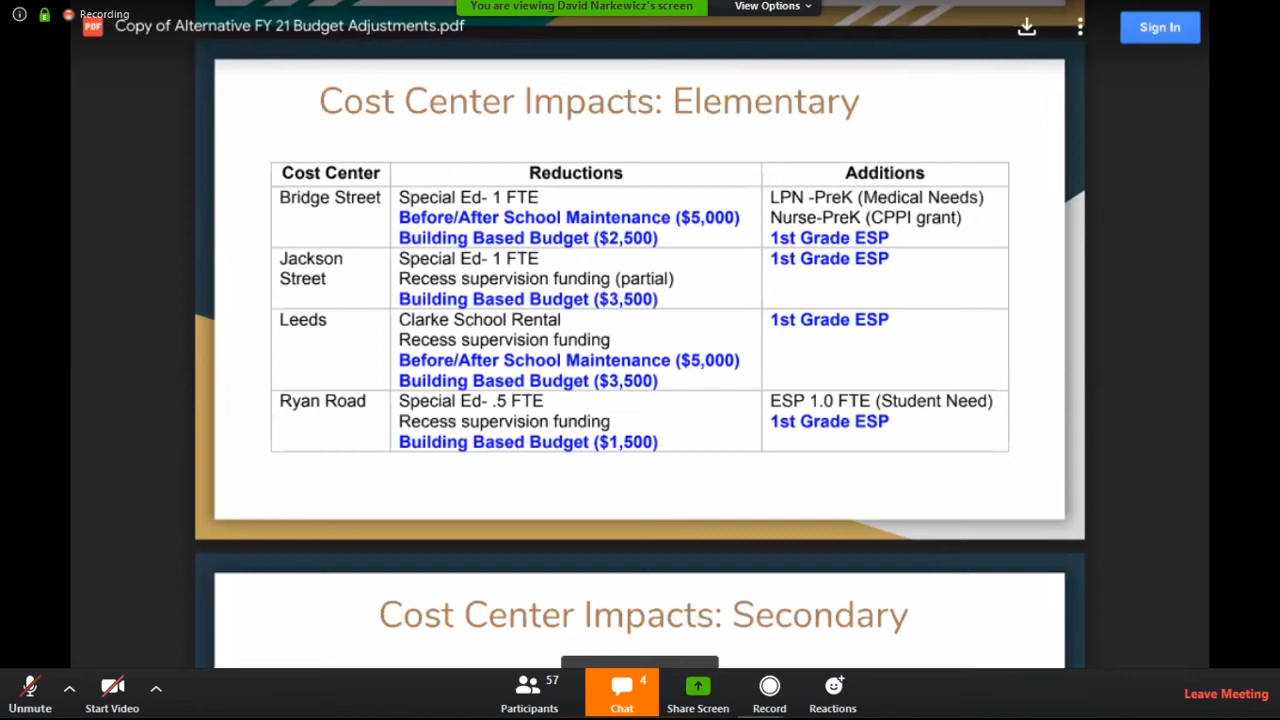 Recording
You are viewing David Narkewicz's screen
View Options
PDF
Copy of Alternative FY 21 Budget Adjustments.pdf
Sign In
Cost Center Impacts: Elementary
Cost Center Reductions Additions
Bridge Street Special Ed- 1 FTE LPN -PreK (Medical Needs)
Before/After School Maintenance ($5,000) Nurse-PreK (CPPI grant)
Building Based Budget ($2,500) 1st Grade ESP
Jackson Special Ed- 1 FTE 1st Grade ESP
Street Recess supervision funding (partial)
Building Based Budget ($3,500)
Leeds Clarke School Rental 1st Grade ESP
Recess supervision funding
Before/After School Maintenance ($5,000)
Building Based Budget ($3,500)
Ryan Road Special Ed- .5 FTE ESP 1.0 FTE (Student Need)
Recess supervision funding 1st Grade ESP
Building Based Budget ($1,500)
Cost Center Impacts: Secondary
Unmute
Start Video
57
Participants
4
Chat
Share Screen
Record
Reactions
Leave Meeting